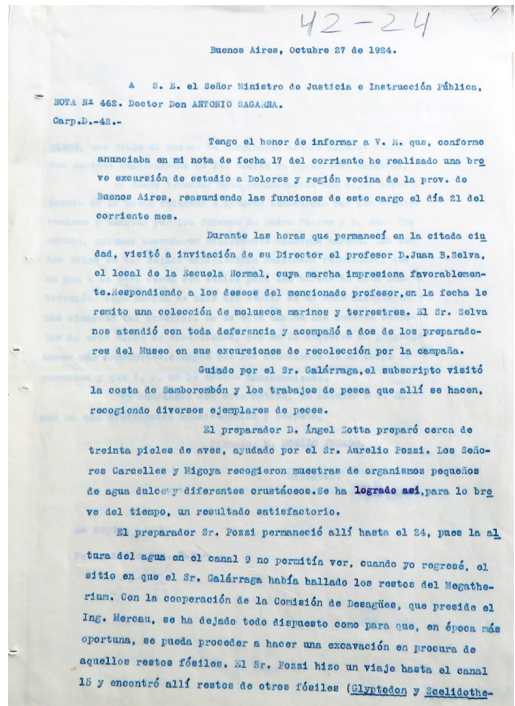 42-24
Buenos Aires, Octubre 27 de 1924.
A S. E. el Señor Ministro de Justicia e Instrucción Pública,
NOTA Nª 462. Doctor Don ANTONIO SAGARNA.
Carp.D.-42.-
Tengo el honor de informar a V. E. que, conforme
anunciaba en mi nota de fecha 17 del corriente he realizado una bre
ve excursión de estudio a Dolores y región vecina de la prov. de
Buenos Aires, reasumiendo las funciones de este cargo el día 21 del
corriente mes.
Durante las horas que permanecí en la citada ciu
dad, visité a invitación de su Director el profesor D.Juan B.Selva,
el local de la Escuela Normal, cuya marcha impresiona favorablemen-
te.Respondiendo a los deseos del mencionado profesor,en la fecha le
remito una colección de moluscos marinos y terrestres. El Sr. Selva
nos atendió con toda deferencia y acompañó a dos de los preparado-
res del Museo en sus excursiones de recolección por la campaña.
Guiado por el Sr. Galárraga,el subscripto visitó
la costa de Samborombón y los trabajos de pesca que allí se hacen,
recogiendo diversos ejemplares de peces.
El preparador D. Ángel Zotta preparó cerca de
treinta pieles de aves, ayudado por el Sr. Aurelio Pozzi. Los Seño-
res Carcelles y Migoya recogieron muestras de organismos pequeños
de agua dulce y diferentes crustáceos.Se ha logrado así,para lo bre
ve del tiempo, un resultado satisfactorio.
El preparador Sr. Pozzi permaneció allí hasta el 24, pues la al
tura del agua en el canal 9 no permitía ver, cuando yo regresé, el
sitio en que el Sr. Galárraga había hallado los restos del Megathe-
rium. Con la cooperación de la Comisión de Desagües, que preside el
Ing. Mercau, se ha dejado todo dispuesto como para que, en época más
oportuna, se pueda proceder a hacer una excavación en procura de
aquellos restos fósiles. El Sr. Pozzi hizo un viaje hasta el canal
15 y encontró allí restos de otros fósiles (Glyptodon y Scelidothe-